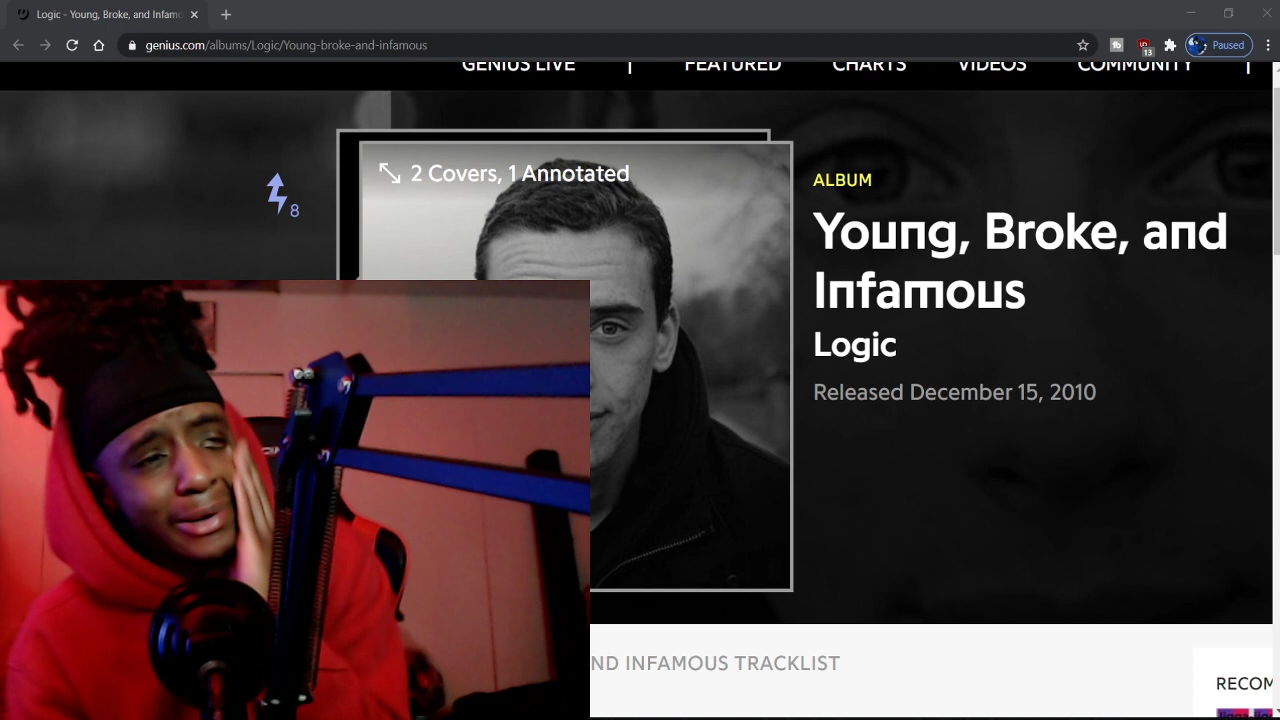 Logic - Young, Broke, and Infamo
genius.com/albums/Logic/Young-broke-and-infamous
13
Paused
GENIUS LIVE | FEATURED CHARTS VIDEOS COMMUNITY |
2 Covers, 1 Annotated
8
ALBUM
Young, Broke, and
Infamous
Logic
Released December 15, 2010
ND INFAMOUS TRACKLIST
RECOM